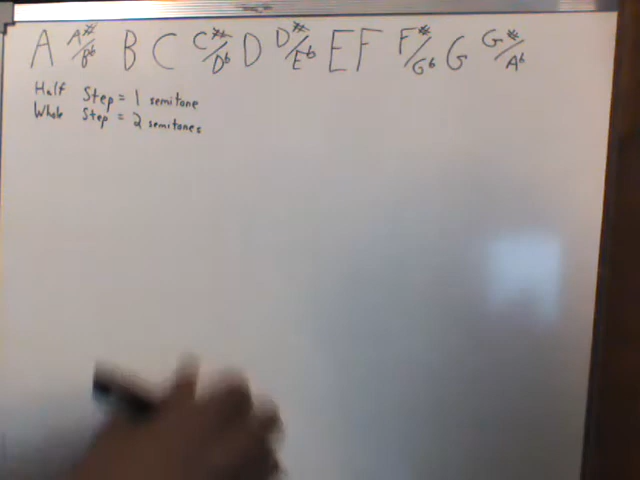 A A#/Bb B C C#/Db D D#/Eb E F F#/Gb G G#/Ab
Half Step = 1 semitone
Whole Step = 2 semitones